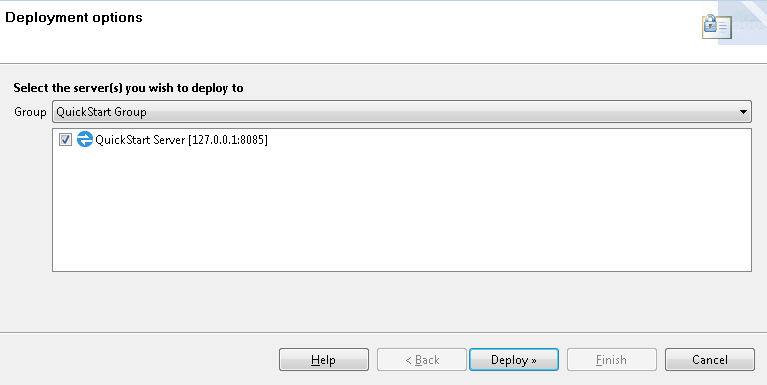 Deployment options
Select the server(s) you wish to deploy to
Group QuickStart Group
QuickStart Server [127.0.0.1:8085]
Help < Back Deploy » Finish Cancel